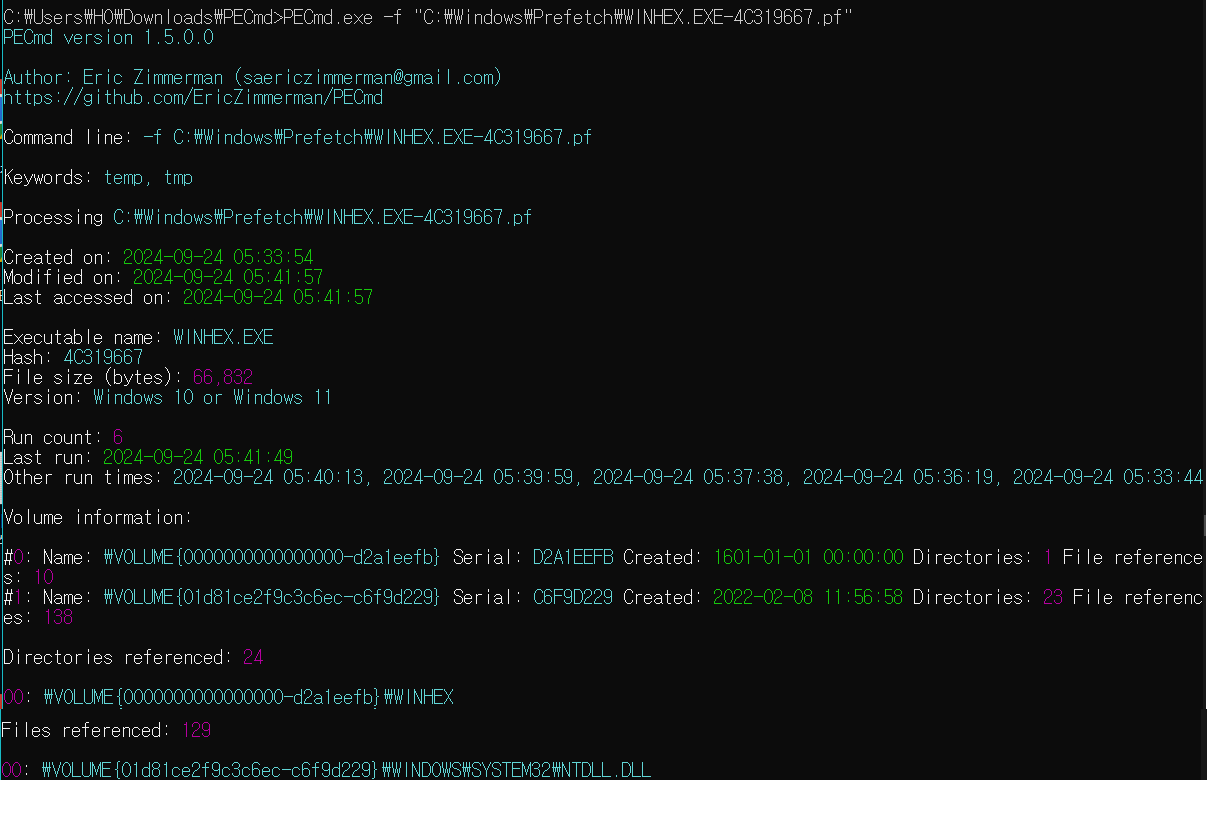 C:₩Users₩HO₩Downloads₩PECmd>PECmd.exe -f "C:₩Windows₩Prefetch₩WINHEX.EXE-4C319667.pf"
PECmd version 1.5.0.0
Author: Eric Zimmerman (saericzimmerman@gmail.com)
https://github.com/EricZimmerman/PECmd
Command line: -f C:₩Windows₩Prefetch₩WINHEX.EXE-4C319667.pf
Keywords: temp, tmp
Processing C:₩Windows₩Prefetch₩WINHEX.EXE-4C319667.pf
Created on: 2024-09-24 05:33:54
Modified on: 2024-09-24 05:41:57
Last accessed on: 2024-09-24 05:41:57
Executable name: WINHEX.EXE
Hash: 4C319667
File size (bytes): 66,832
Version: Windows 10 or Windows 11
Run count: 6
Last run: 2024-09-24 05:41:49
Other run times: 2024-09-24 05:40:13, 2024-09-24 05:39:59, 2024-09-24 05:37:38, 2024-09-24 05:36:19, 2024-09-24 05:33:44
Volume information:
#0: Name: ₩VOLUME{0000000000000000-d2a1eefb} Serial: D2A1EEFB Created: 1601-01-01 00:00:00 Directories: 1 File reference
s: 10
#1: Name: ₩VOLUME{01d81ce2f9c3c6ec-c6f9d229} Serial: C6F9D229 Created: 2022-02-08 11:56:58 Directories: 23 File referenc
es: 138
Directories referenced: 24
00: ₩VOLUME{0000000000000000-d2a1eefb}₩WINHEX
Files referenced: 129
00: ₩VOLUME{01d81ce2f9c3c6ec-c6f9d229}₩WINDOWS₩SYSTEM32₩NTDLL.DLL